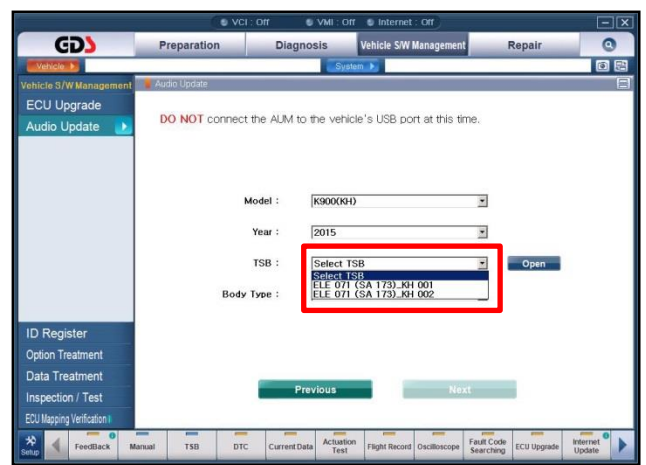 VCI : Off VMI : Off Internet : Off
GDS Preparation Diagnosis Vehicle S/W Management Repair
Vehicle System
Vehicle S/W Management Audio Update
ECU Upgrade
Audio Update
DO NOT connect the AUM to the vehicle's USB port at this time.
Model : K900(KH)
Year : 2015
TSB : Select TSB Open
Select TSB
ELE 071 (SA 173)_KH 001
Body Type : ELE 071 (SA 173)_KH 002
ID Register
Option Treatment
Data Treatment
Previous Next
Inspection / Test
ECU Mapping Verification
Setup FeedBack Manual TSB DTC Current Data Actuation Test Flight Record Oscilloscope Fault Code Searching ECU Upgrade Internet Update